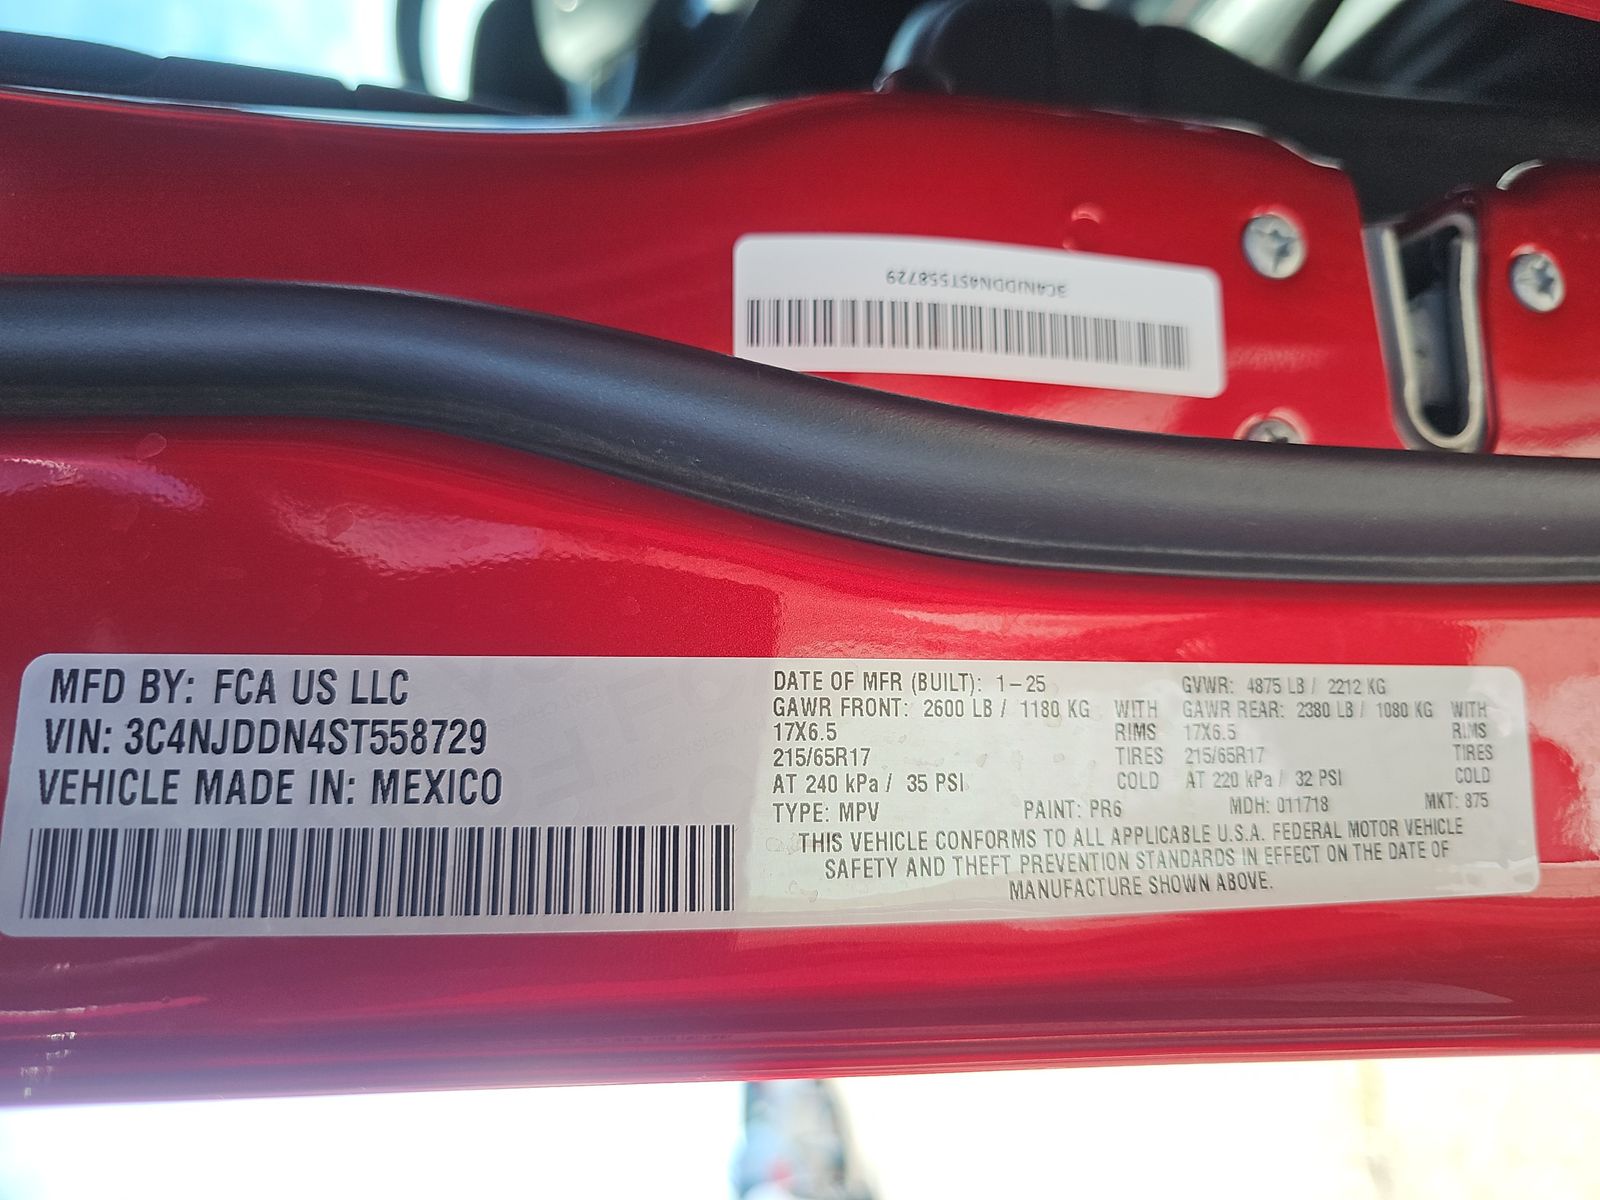 3C4NJDDN4ST558729
MFD BY: FCA US LLC
VIN: 3C4NJDDN4ST558729
VEHICLE MADE IN: MEXICO
DATE OF MFR (BUILT): 1-25 GVWR: 4875 LB / 2212 KG
GAWR FRONT: 2600 LB / 1180 KG WITH GAWR REAR: 2380 LB / 1080 KG WITH
17X6.5 RIMS 17X6.5 RIMS
215/65R17 TIRES 215/65R17 TIRES
AT 240 kPa / 35 PSI COLD AT 220 kPa / 32 PSI COLD
TYPE: MPV PAINT: PR6 MDH: 011718 MKT: 875
THIS VEHICLE CONFORMS TO ALL APPLICABLE U.S.A. FEDERAL MOTOR VEHICLE
SAFETY AND THEFT PREVENTION STANDARDS IN EFFECT ON THE DATE OF
MANUFACTURE SHOWN ABOVE.